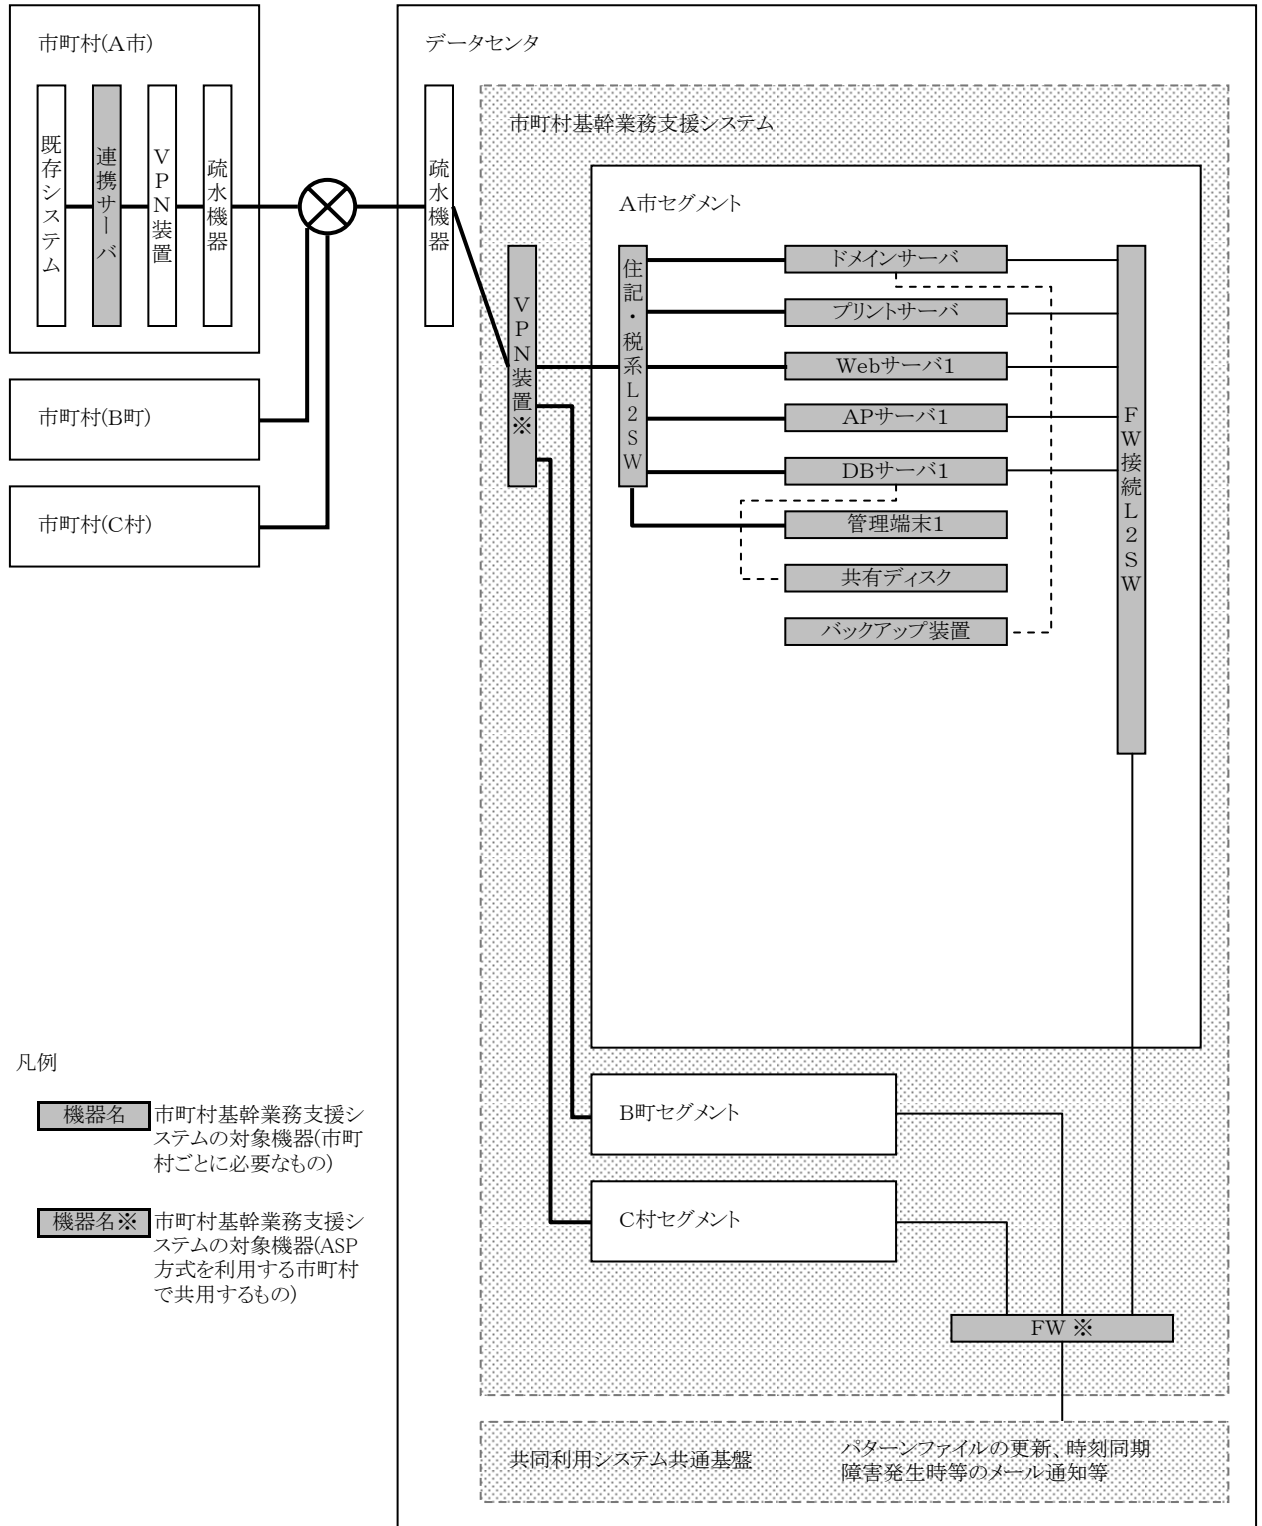 市町村(A市)
既存システム
連携サーバ
VPN装置
疏水機器
市町村(B町)
市町村(C村)
データセンタ
疏水機器
市町村基幹業務支援システム
VPN装置※
A市セグメント
住記・税系L2SW
ドメインサーバ
プリントサーバ
Webサーバ1
APサーバ1
DBサーバ1
管理端末1
共有ディスク
バックアップ装置
FW接続L2SW
B町セグメント
C村セグメント
FW ※
共同利用システム共通基盤
パターンファイルの更新、時刻同期
障害発生時等のメール通知等
凡例
機器名
市町村基幹業務支援シ
ステムの対象機器(市町
村ごとに必要なもの)
機器名※
市町村基幹業務支援シ
ステムの対象機器(ASP
方式を利用する市町村
で共用するもの)